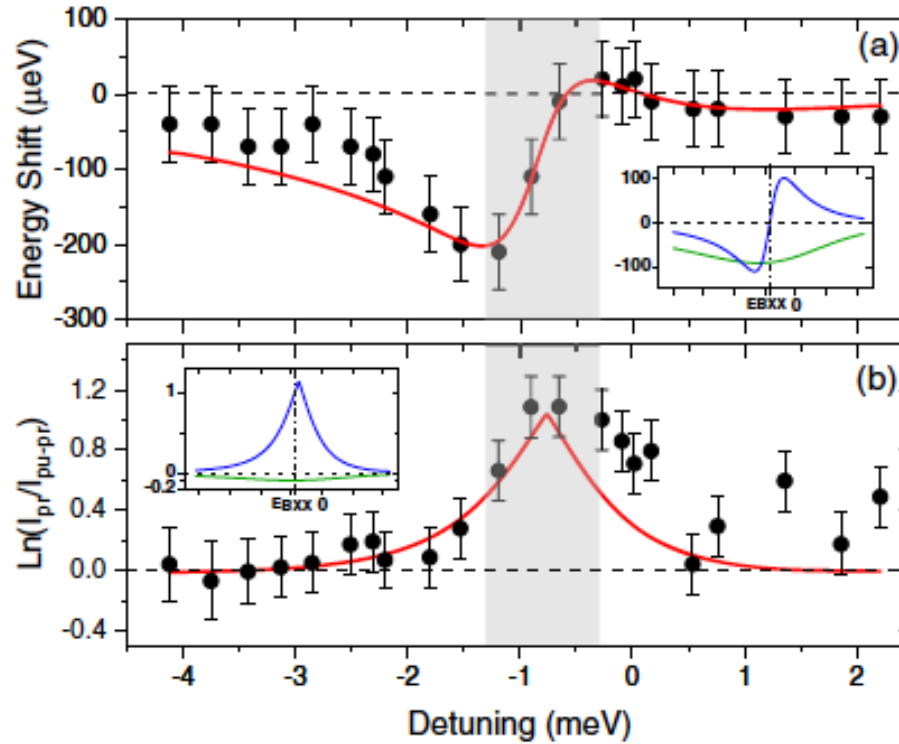 100
0
-100
-200
-300
Energy Shift (μeV)
(a)
100
0
-100
EBXX 0
1.2
0.8
0.4
0.0
-0.4
Ln(Ipr/Ipu-pr)
(b)
1
0
-0.2
EBXX 0
-4 -3 -2 -1 0 1 2
Detuning (meV)